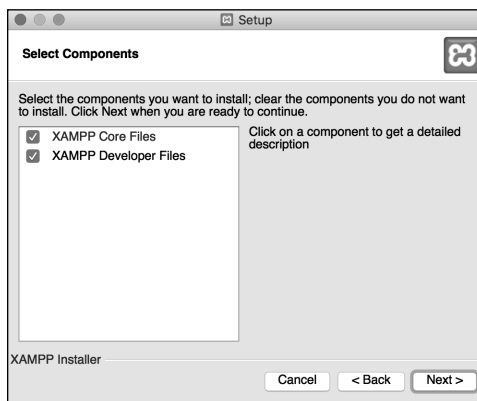 Setup
Select Components
Select the components you want to install; clear the components you do not want
to install. Click Next when you are ready to continue.
XAMPP Core Files
XAMPP Developer Files
Click on a component to get a detailed
description
XAMPP Installer
Cancel
< Back
Next >